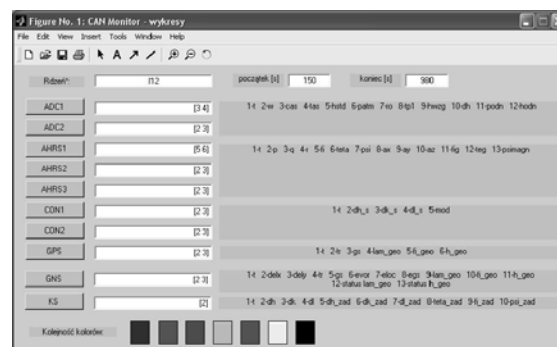 Figure No. 1: CAN Monitor - wykresy
File Edit View Insert Tools Window Help
Rdzeń: l12 początek [s] 150 koniec [s] 980
ADC1 [3 4] 1-t 2-w 3-cas 4-tas 5-hstd 6-patm 7-ro 8-tp1 9-hwzg 10-dh 11-podn 12-hodn
ADC2 [2 3]
AHRS1 [5 6] 1-t 2-p 3-q 4-r 5-fi 6-teta 7-psi 8-ax 9-ay 10-az 11-fig 12-teg 13-psimagn
AHRS2 [2 3]
AHRS3 [2 3]
CON1 [2 3] 1-t 2-dh_s 3-dk_s 4-dl_s 5-mod
CON2 [2 3]
GPS [2 3] 1-t 2-tr 3-gs 4-lam_geo 5-fi_geo 6-h_geo
GNS [2 3] 1-t 2-delx 3-dely 4-tr 5-gs 6-evor 7-eloc 8-egs 9-lam_geo 10-fi_geo 11-h_geo
12-status lam_geo 13-status h_geo
KS [2] 1-t 2-dh 3-dk 4-dl 5-dh_zad 6-dk_zad 7-dl_zad 8-teta_zad 9-fi_zad 10-psi_zad
Kolejność kolorów: